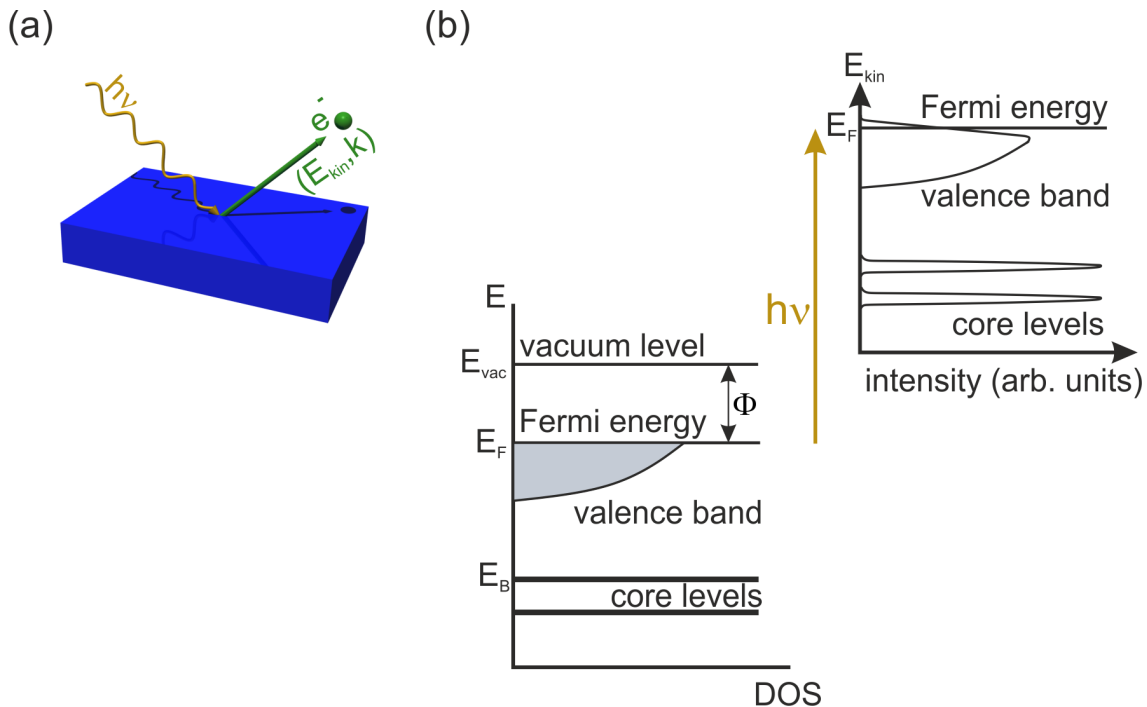 (a)
hν
e-
(Ekin,k)
(b)
Ekin
Fermi energy
EF
valence band
core levels
intensity (arb. units)
hν
E
vacuum level
Evac
Φ
Fermi energy
EF
valence band
EB
core levels
DOS